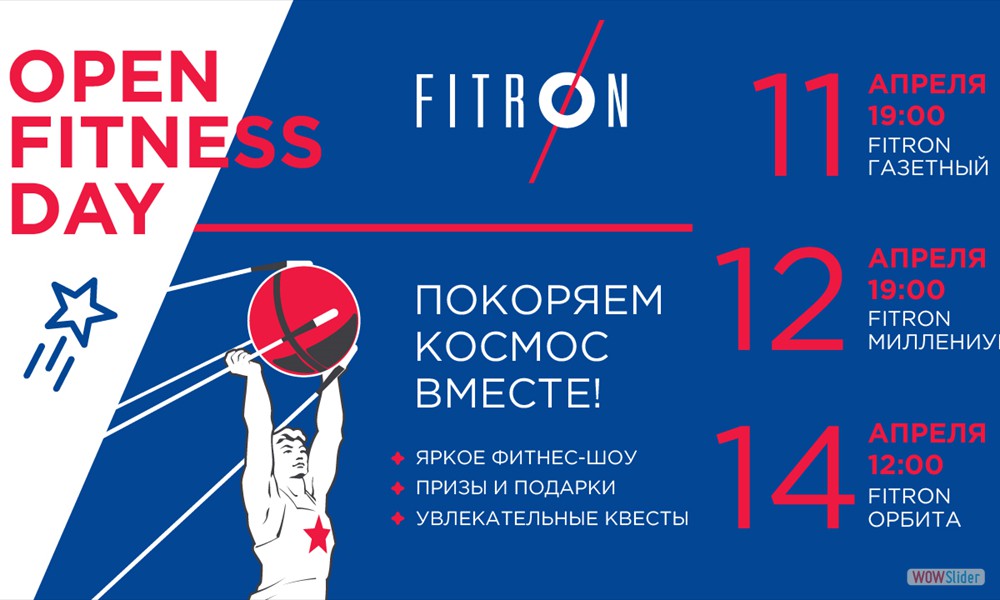 OPEN
FITNESS
DAY
FITRON
ПОКОРЯЕМ
КОСМОС
ВМЕСТЕ!
ЯРКОЕ ФИТНЕС-ШОУ
ПРИЗЫ И ПОДАРКИ
УВЛЕКАТЕЛЬНЫЕ КВЕСТЫ
11
АПРЕЛЯ
19:00
FITRON
ГАЗЕТНЫЙ
12
АПРЕЛЯ
19:00
FITRON
МИЛЛЕНИУ
14
АПРЕЛЯ
12:00
FITRON
ОРБИТА
WOWSlider